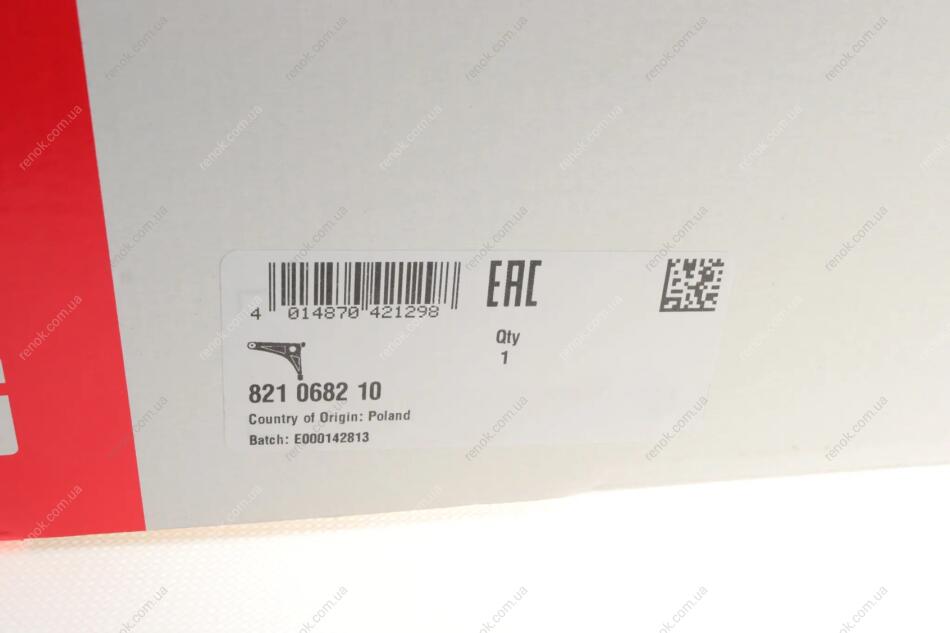 4 014870 421298
EAC
Qty
1
821 0682 10
Country of Origin: Poland
Batch: E000142813
renok.com.ua